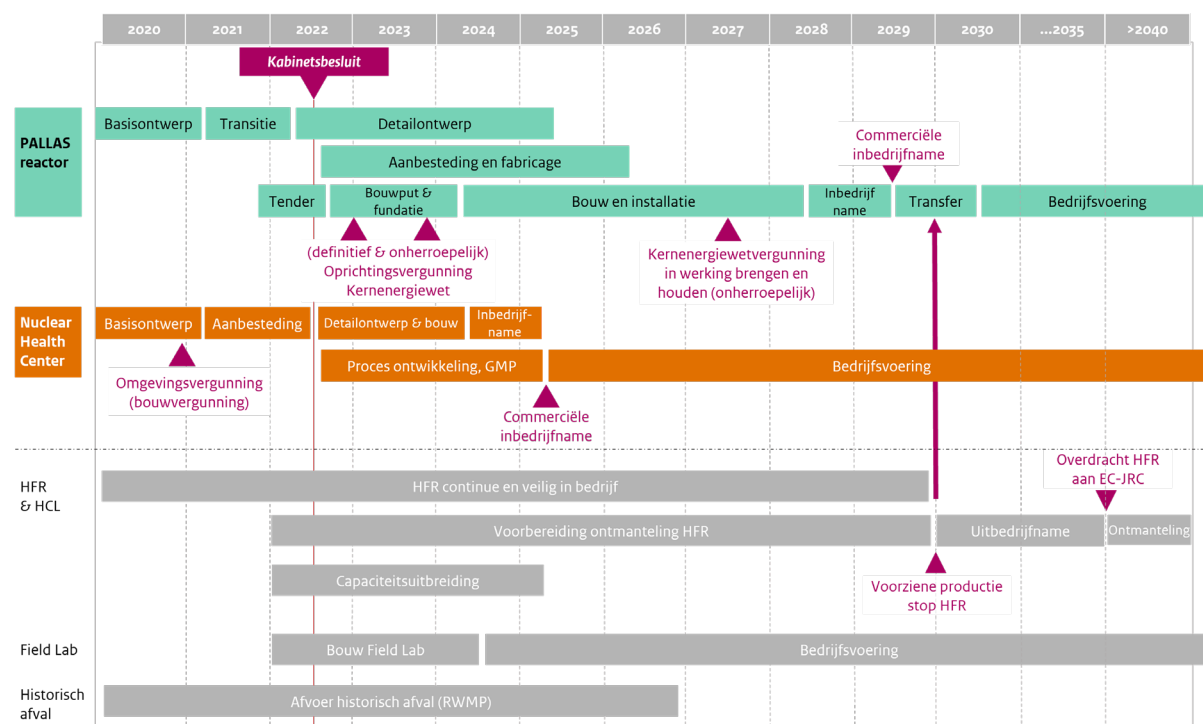 2020 2021 2022 2023 2024 2025 2026 2027 2028 2029 2030 ...2035 >2040
Kabinetsbesluit
PALLAS
reactor
Basisontwerp Transitie Detailontwerp
Aanbesteding en fabricage
Commerciële
inbedrijfname
Tender
Bouwput &
fundatie
Bouw en installatie
Inbedrijf
name
Transfer
Bedrijfsvoering
(definitief & onherroepelijk)
Oprichtingsvergunning
Kernenergiewet
Kernenergiewetvergunning
in werking brengen en
houden (onherroepelijk)
Nuclear
Health
Center
Basisontwerp Aanbesteding Detailontwerp & bouw
Inbedrijf-
name
Proces ontwikkeling, GMP
Bedrijfsvoering
Omgevingsvergunning
(bouwvergunning)
Commerciële
inbedrijfname
HFR
& HCL
HFR continue en veilig in bedrijf
Overdracht HFR
aan EC-JRC
Voorbereiding ontmanteling HFR
Uitbedrijfname
Ontmanteling
Capaciteitsuitbreiding
Voorziene productie
stop HFR
Field Lab
Bouw Field Lab
Bedrijfsvoering
Historisch
afval
Afvoer historisch afval (RWMP)